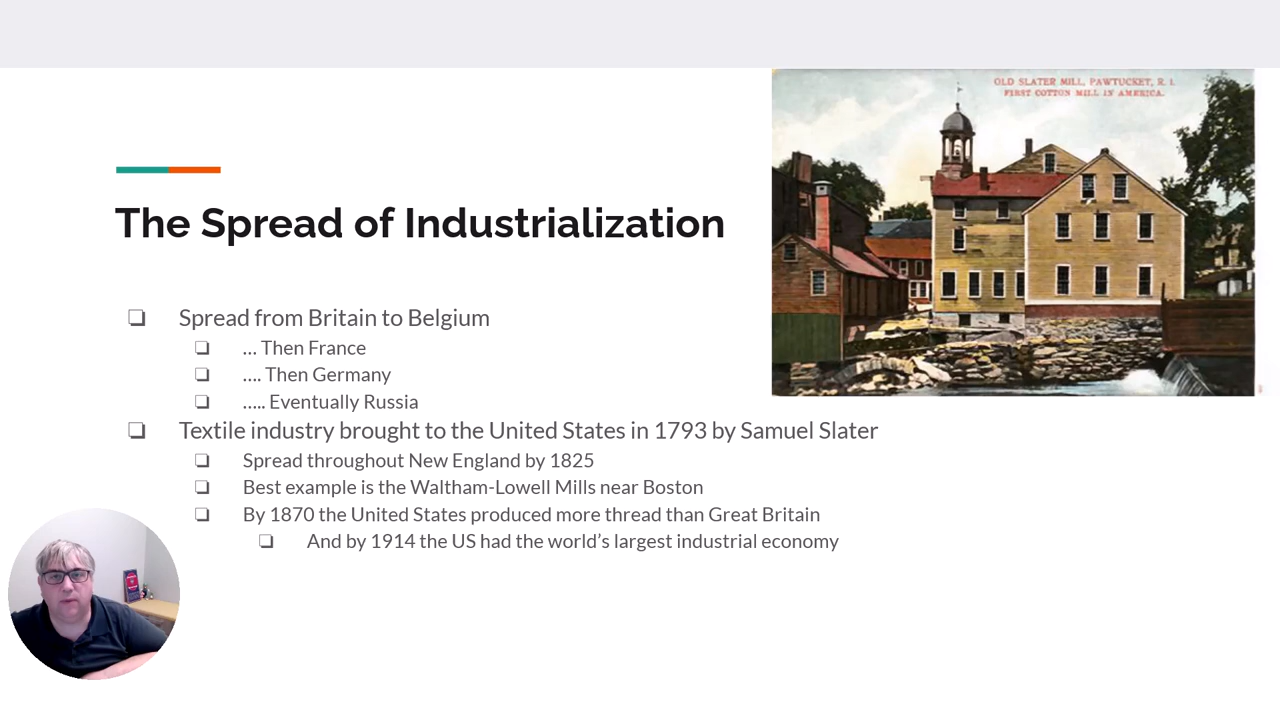 OLD SLATER MILL, PAWTUCKET, R. I.
FIRST COTTON MILL IN AMERICA.
The Spread of Industrialization
❏ Spread from Britain to Belgium
❏ ... Then France
❏ .... Then Germany
❏ ..... Eventually Russia
❏ Textile industry brought to the United States in 1793 by Samuel Slater
❏ Spread throughout New England by 1825
❏ Best example is the Waltham-Lowell Mills near Boston
❏ By 1870 the United States produced more thread than Great Britain
❏ And by 1914 the US had the world’s largest industrial economy